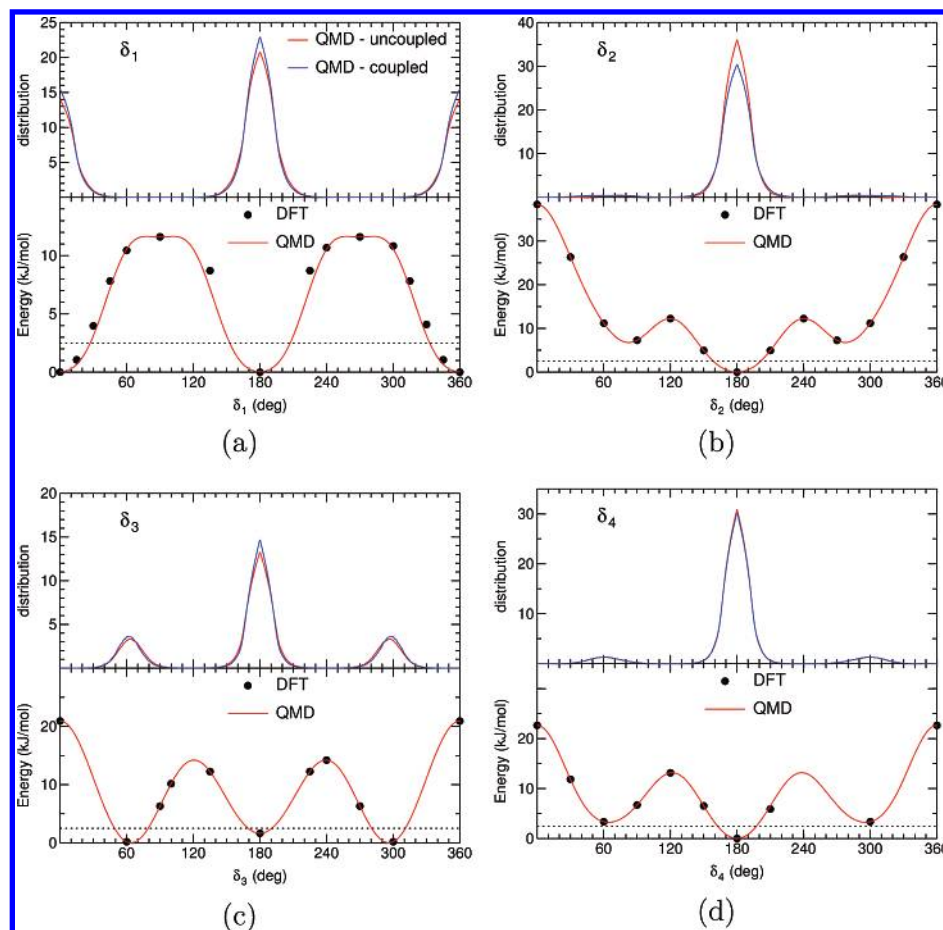 δ1
QMD - uncoupled
QMD - coupled
distribution
25
20
15
10
5
DFT
QMD
Energy (kJ/mol)
10
5
0
60 120 180 240 300 360
δ1 (deg)
(a)
δ2
distribution
40
30
20
10
DFT
QMD
Energy (kJ/mol)
40
30
20
10
0
60 120 180 240 300 360
δ2 (deg)
(b)
δ3
distribution
20
15
10
5
DFT
QMD
Energy (kJ/mol)
20
10
0
60 120 180 240 300 360
δ3 (deg)
(c)
δ4
distribution
30
20
10
DFT
QMD
Energy (kJ/mol)
30
20
10
0
60 120 180 240 300 360
δ4 (deg)
(d)